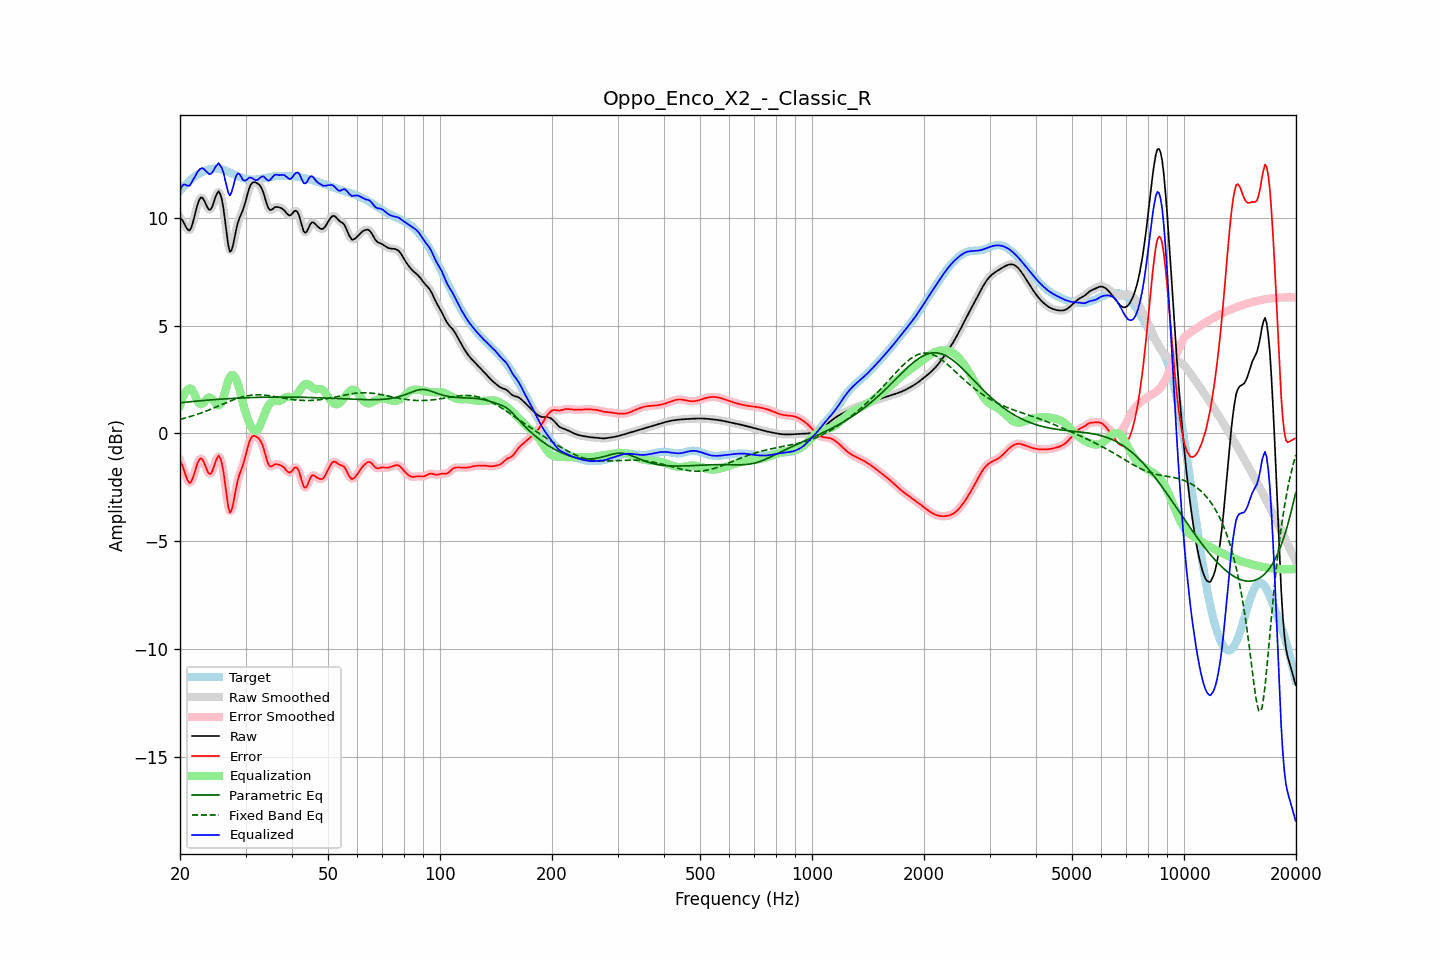 Oppo_Enco_X2_-_Classic_R
Amplitude (dBr)
10
5
0
−5
−10
−15
Target
Raw Smoothed
Error Smoothed
Raw
Error
Equalization
Parametric Eq
Fixed Band Eq
Equalized
20 50 100 200 500 1000 2000 5000 10000 20000
Frequency (Hz)